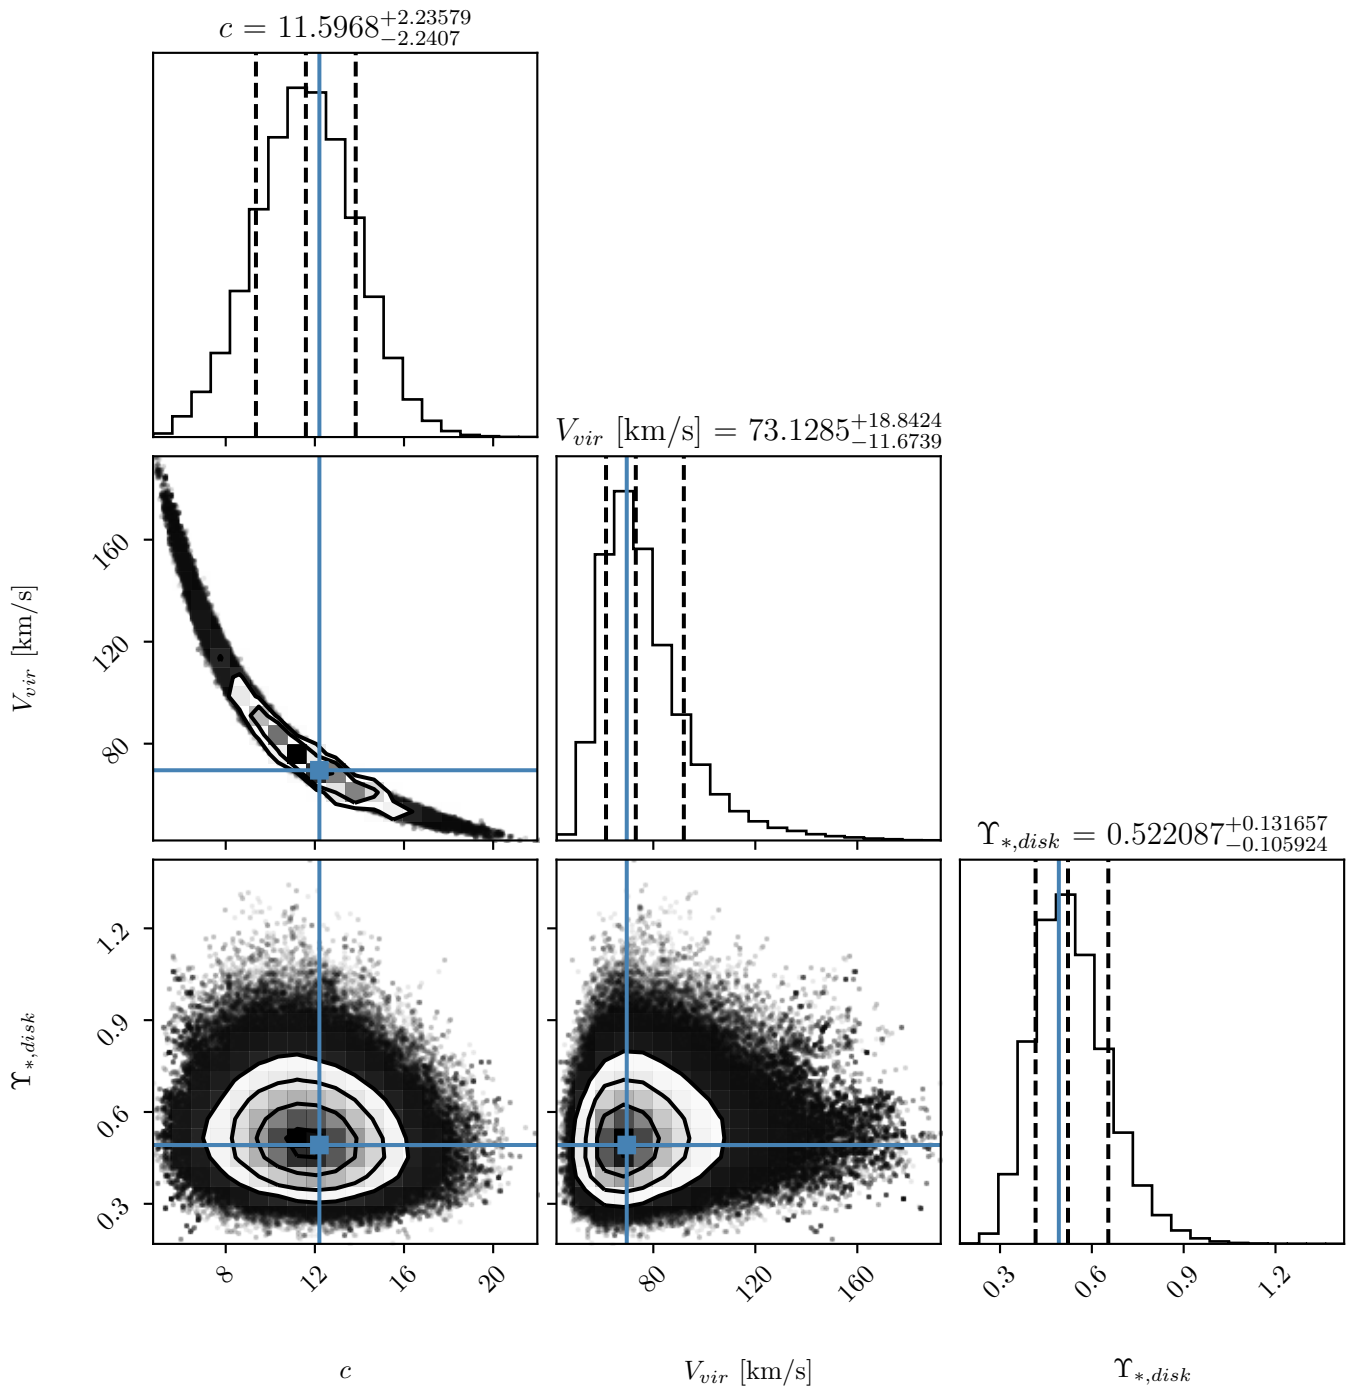 c = 11.5968^{+2.23579}_{−2.2407}
V_{vir} [km/s] = 73.1285^{+18.8424}_{−11.6739}
V_{vir} [km/s]
160
120
80
ϒ_{*,disk} = 0.522087^{+0.131657}_{−0.105924}
ϒ_{*,disk}
1.2
0.9
0.6
0.3
8 12 16 20
80 120 160
0.3 0.6 0.9 1.2
c
V_{vir} [km/s]
ϒ_{*,disk}